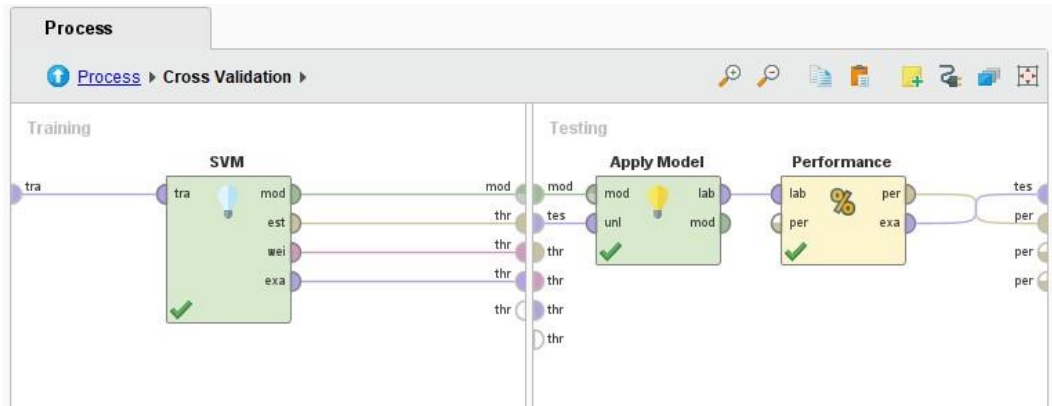 Process
Process ▸ Cross Validation ▸
Training
Testing
SVM
tra
tra
mod
est
wei
exa
mod
thr
thr
thr
thr
mod
tes
thr
thr
thr
thr
Apply Model
mod
unl
lab
mod
Performance
%
lab
per
per
exa
tes
per
per
per